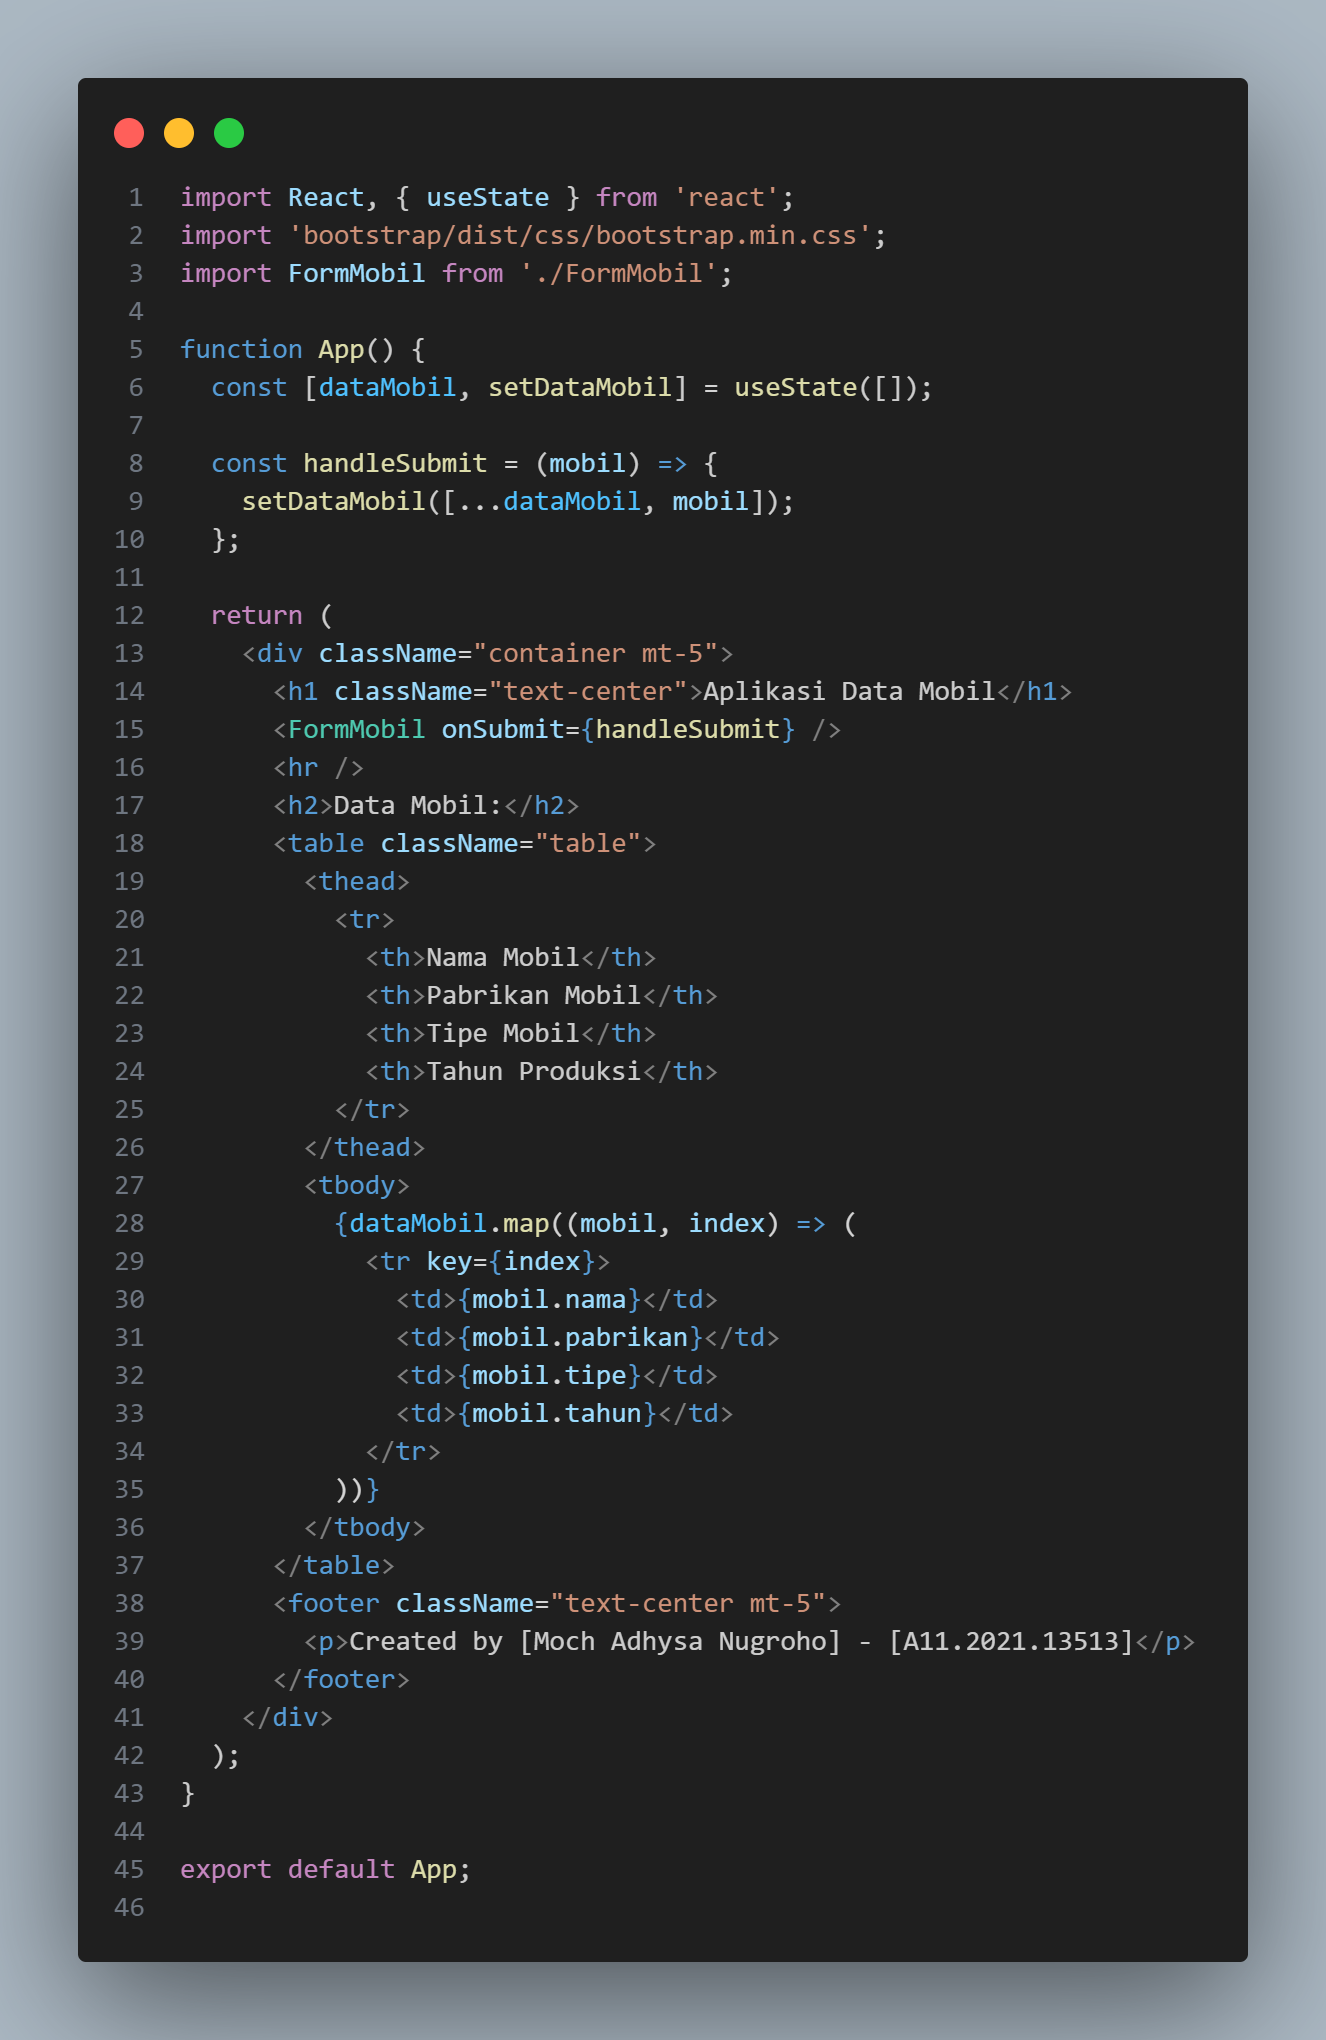 1 import React, { useState } from 'react';
2 import 'bootstrap/dist/css/bootstrap.min.css';
3 import FormMobil from './FormMobil';
4
5 function App() {
6   const [dataMobil, setDataMobil] = useState([]);
7
8   const handleSubmit = (mobil) => {
9     setDataMobil([...dataMobil, mobil]);
10   };
11
12   return (
13     <div className="container mt-5">
14       <h1 className="text-center">Aplikasi Data Mobil</h1>
15       <FormMobil onSubmit={handleSubmit} />
16       <hr />
17       <h2>Data Mobil:</h2>
18       <table className="table">
19         <thead>
20           <tr>
21             <th>Nama Mobil</th>
22             <th>Pabrikan Mobil</th>
23             <th>Tipe Mobil</th>
24             <th>Tahun Produksi</th>
25           </tr>
26         </thead>
27         <tbody>
28           {dataMobil.map((mobil, index) => (
29             <tr key={index}>
30               <td>{mobil.nama}</td>
31               <td>{mobil.pabrikan}</td>
32               <td>{mobil.tipe}</td>
33               <td>{mobil.tahun}</td>
34             </tr>
35           ))}
36         </tbody>
37       </table>
38       <footer className="text-center mt-5">
39         <p>Created by [Moch Adhysa Nugroho] - [A11.2021.13513]</p>
40       </footer>
41     </div>
42   );
43 }
44
45 export default App;
46